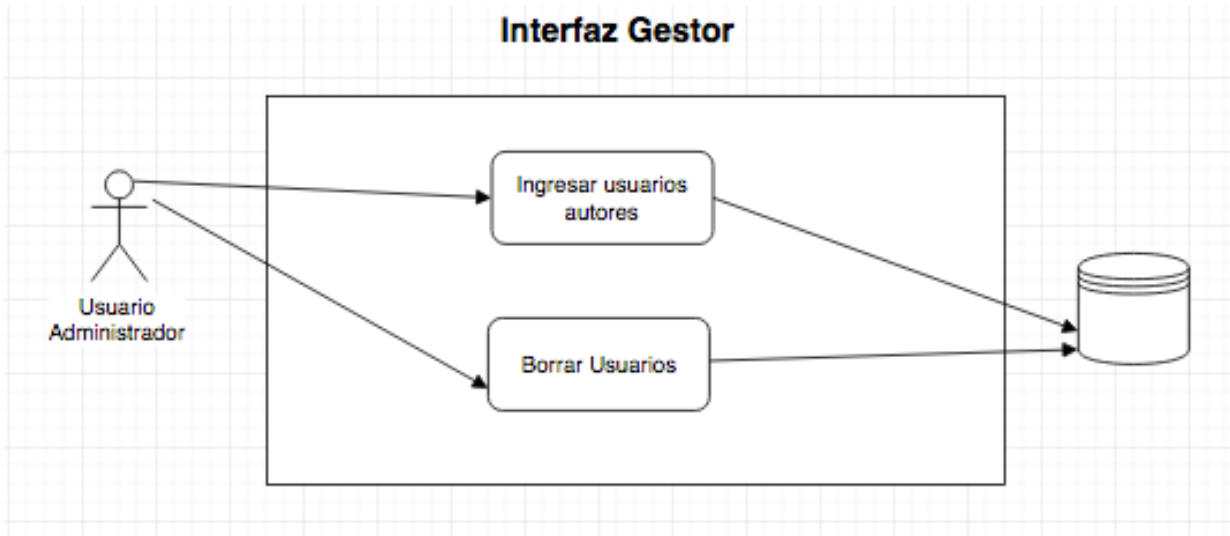 Interfaz Gestor
Ingresar usuarios
autores
Usuario
Administrador
Borrar Usuarios